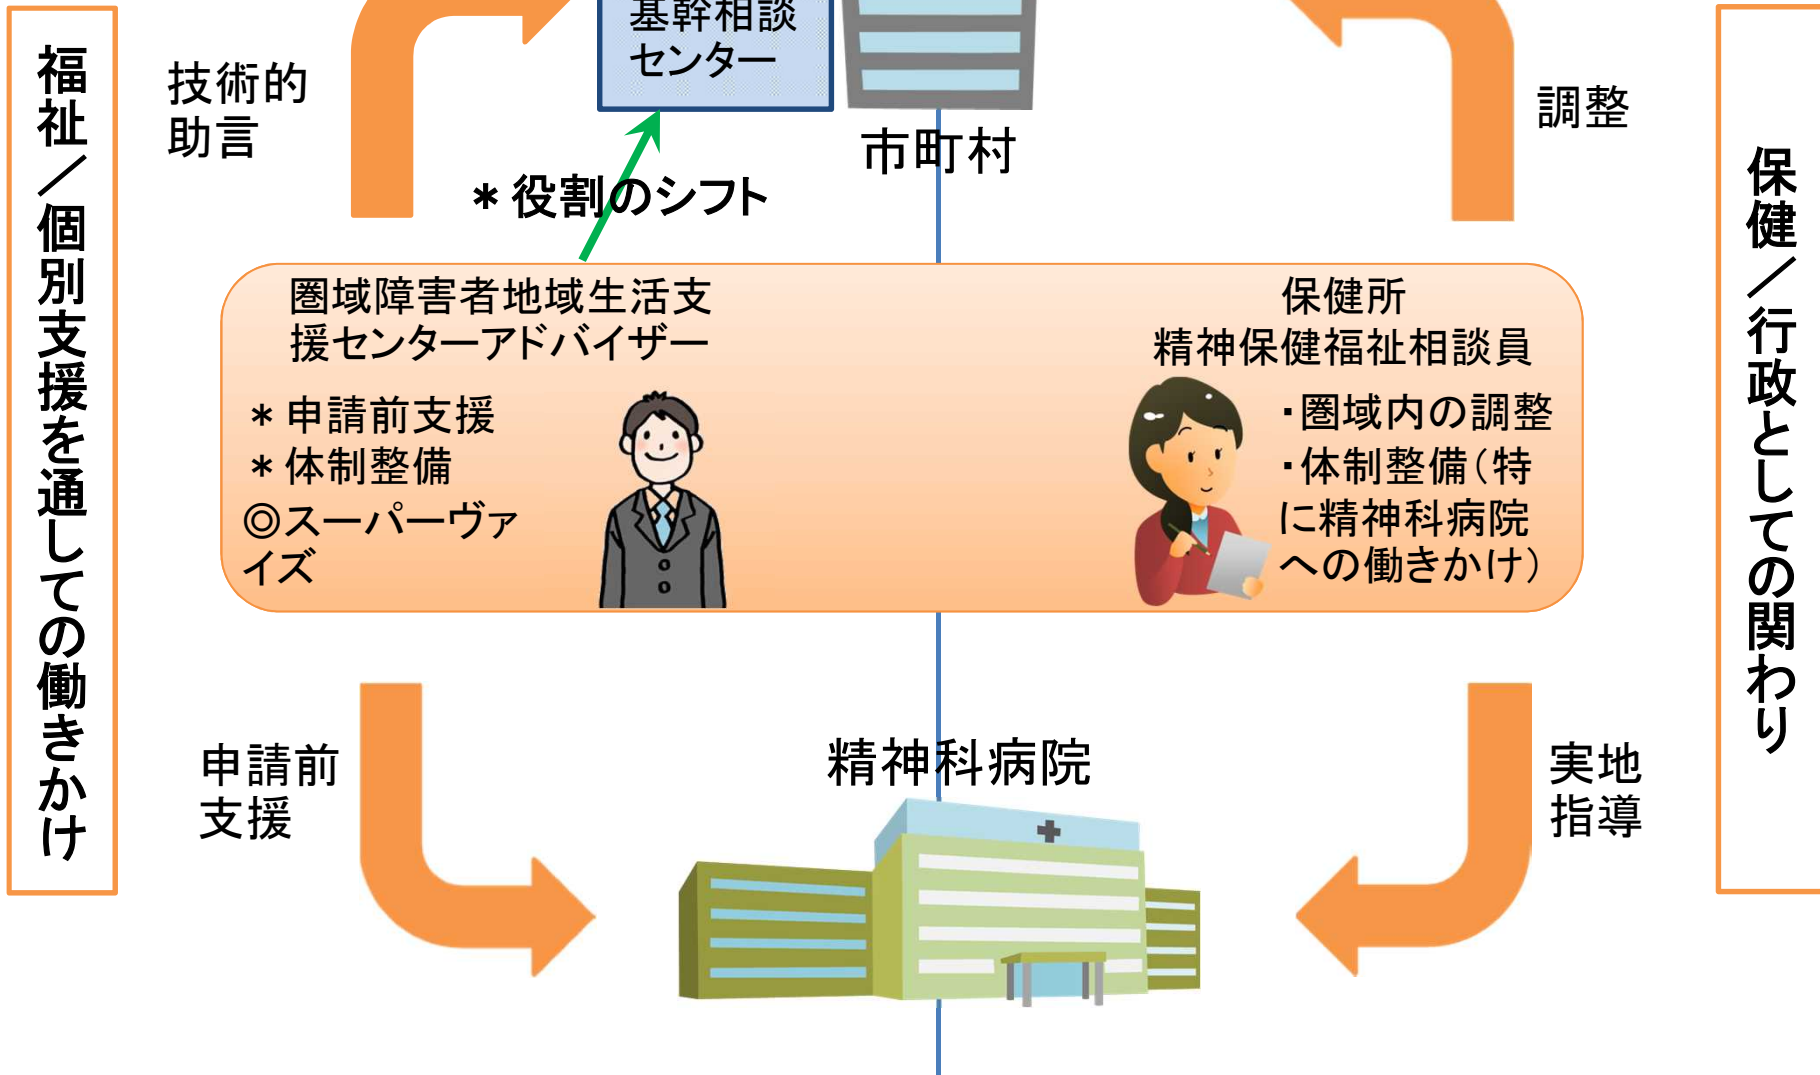 福祉／個別支援を通しての働きかけ
技術的
助言
基幹相談
センター
市町村
調整
＊役割のシフト
圏域障害者地域生活支
援センターアドバイザー
＊申請前支援
＊体制整備
◎スーパーヴァ
イズ
保健所
精神保健福祉相談員
・圏域内の調整
・体制整備（特
に精神科病院
への働きかけ）
申請前
支援
精神科病院
実地
指導
保健／行政としての関わり